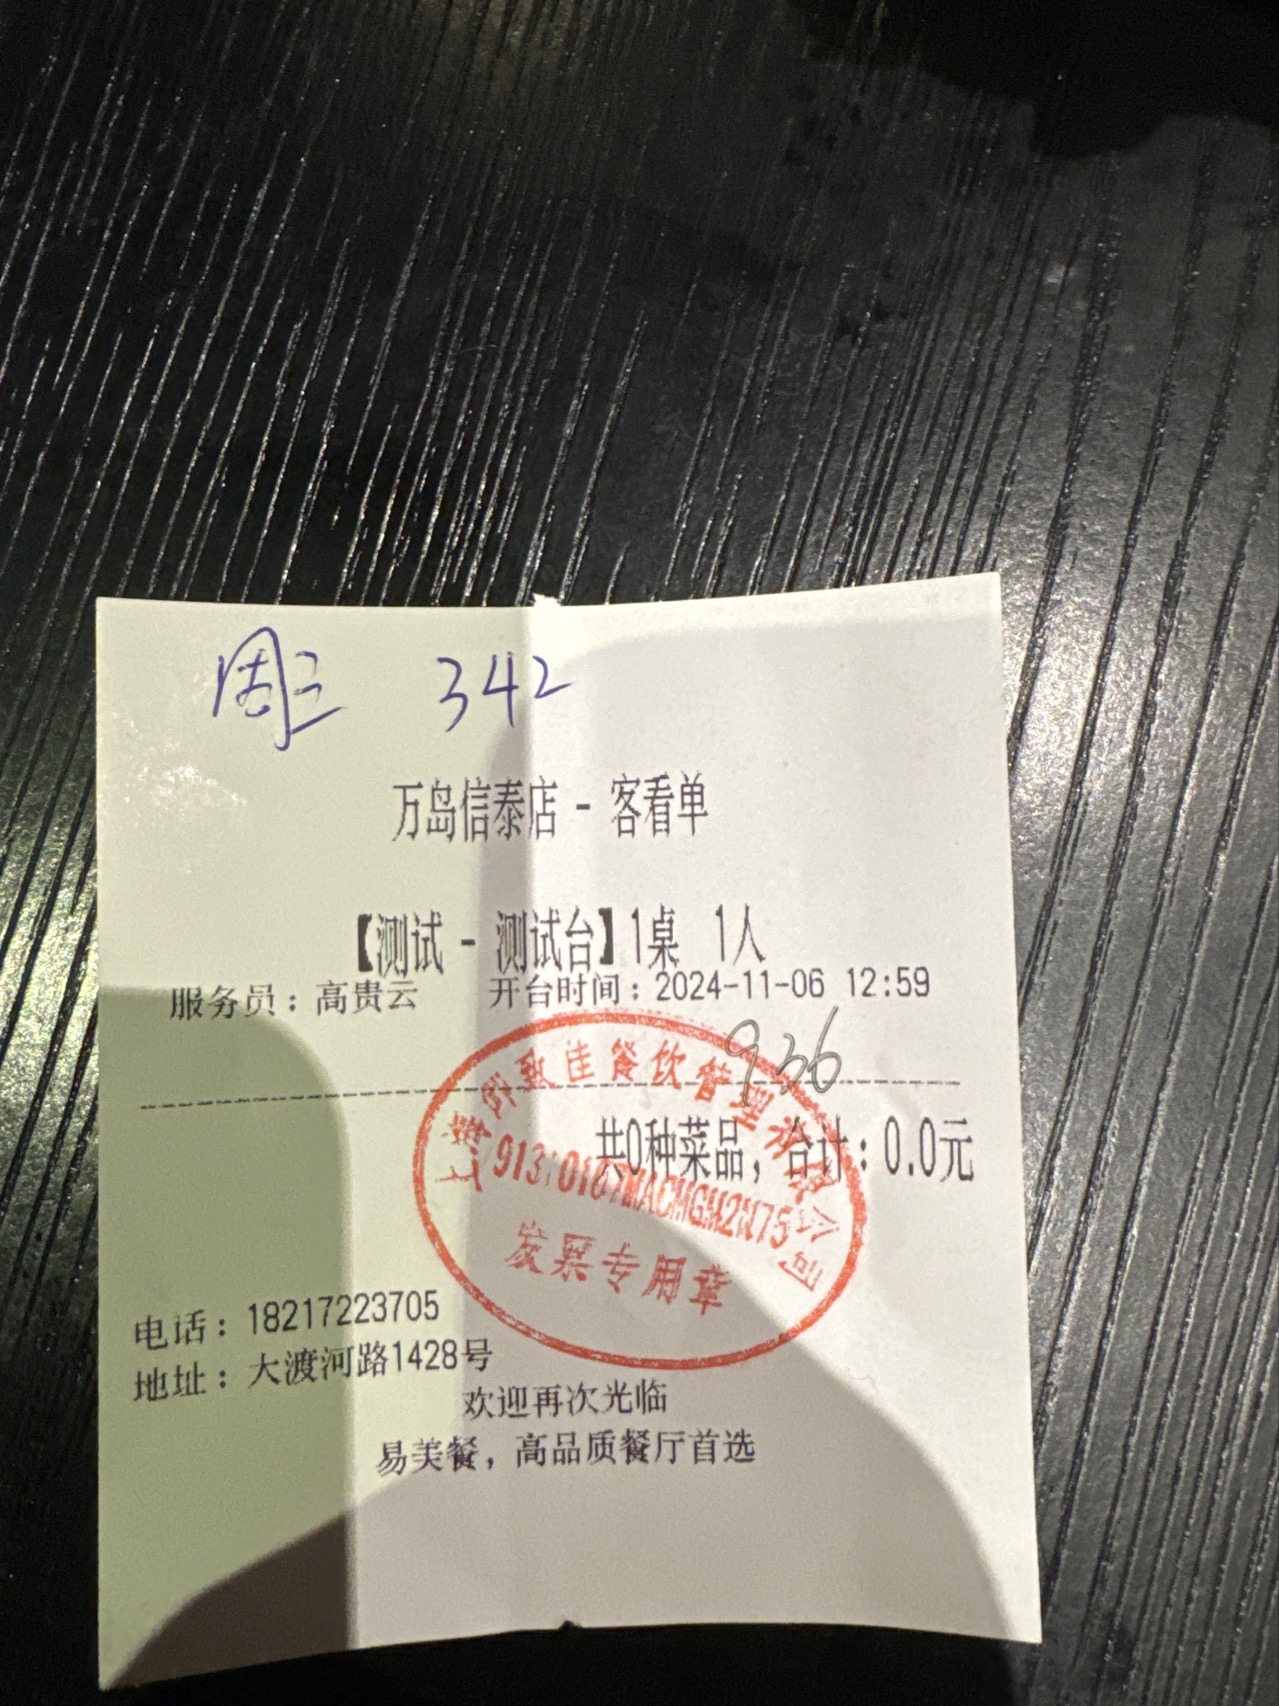 周三 342
万岛信泰店 - 客看单
【测试 - 测试台】1桌 1人
服务员：高贵云 开台时间：2024-11-06 12:59
936
共0种菜品，合计：0.0元
91310107MACMGM2N75
发票专用章
电话：18217223705
地址：大渡河路1428号
欢迎再次光临
易美餐，高品质餐厅首选